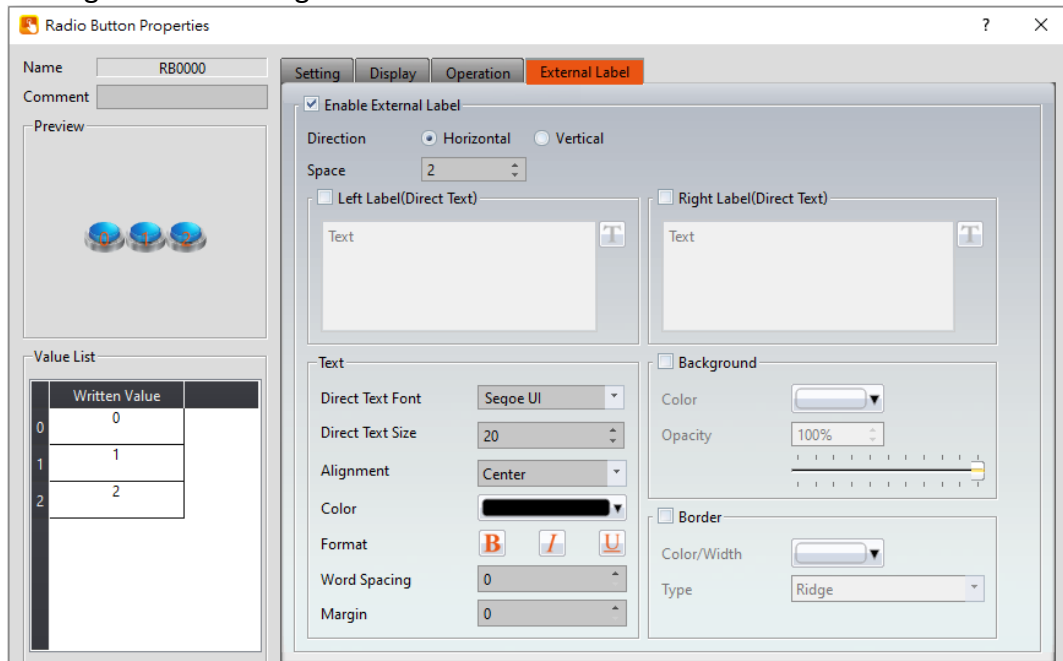 Radio Button Properties ? ×
Name RB0000
Comment
Preview
0 1 2
Value List
Written Value
0 0
1 1
2 2
Setting Display Operation External Label
Enable External Label
Direction Horizontal Vertical
Space 2
Left Label(Direct Text) Right Label(Direct Text)
Text T Text T
Text
Direct Text Font Segoe UI
Direct Text Size 20
Alignment Center
Color
Format B I U
Word Spacing 0
Margin 0
Background
Color
Opacity 100%
Border
Color/Width
Type Ridge